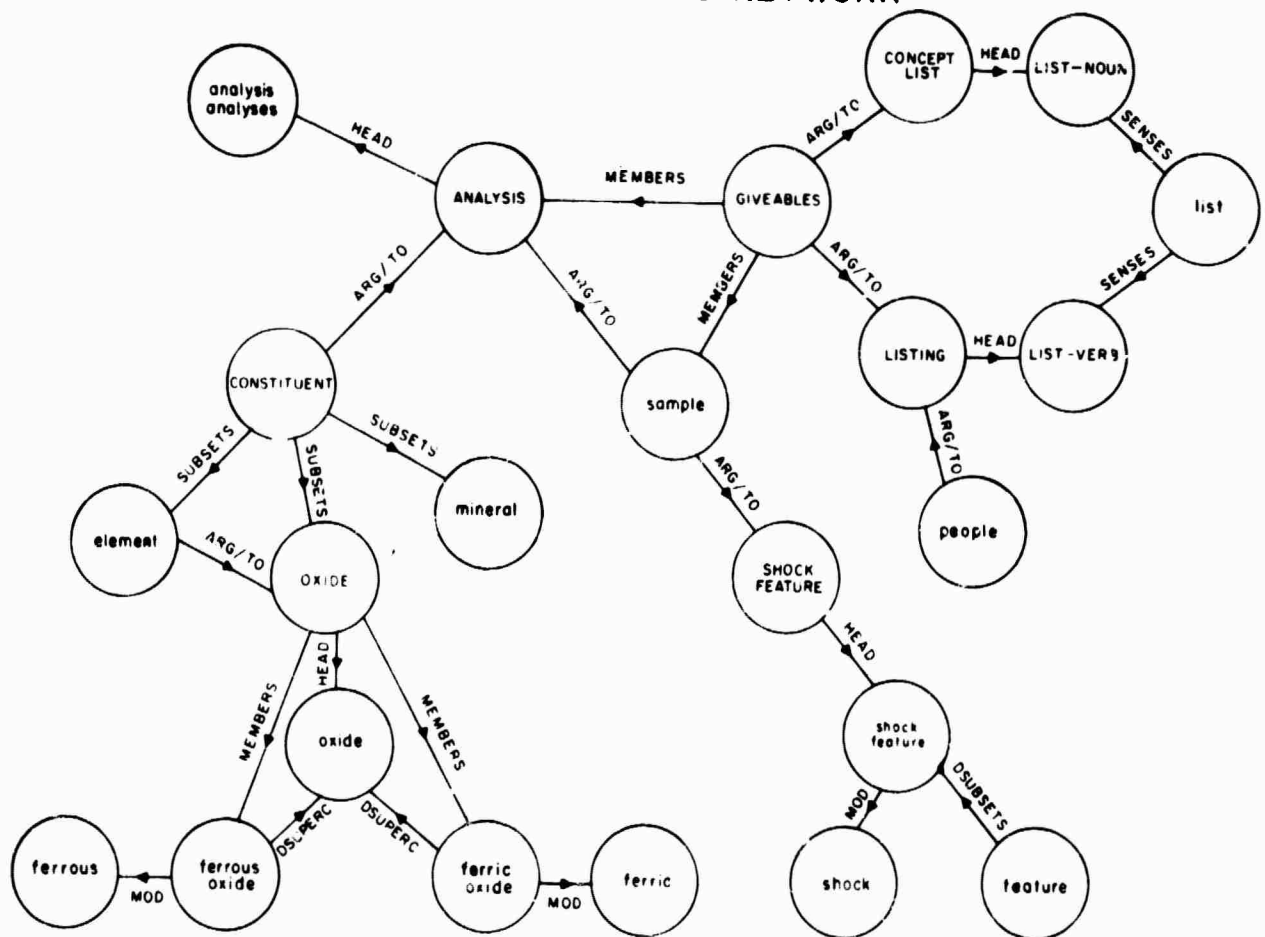 CONCEPT
LIST
HEAD
LIST-NOUN
analysis
analyses
HEAD
ARG/TO
SENSES
ANALYSIS
MEMBERS
GIVEABLES
list
ARG/TO
ARG/TO
MEMBERS
ARG/TO
SENSES
CONSTITUENT
sample
LISTING
HEAD
LIST-VERB
SUBSETS
SUBSETS
SUBSETS
ARG/TO
ARG/TO
element
ARG/TO
mineral
people
OXIDE
SHOCK
FEATURE
HEAD
MEMBERS
HEAD
MEMBERS
oxide
shock
feature
DSUPERC
DSUPERC
MOD
DSUBSETS
ferrous
MOD
ferrous
oxide
ferric
oxide
MOD
ferric
shock
feature